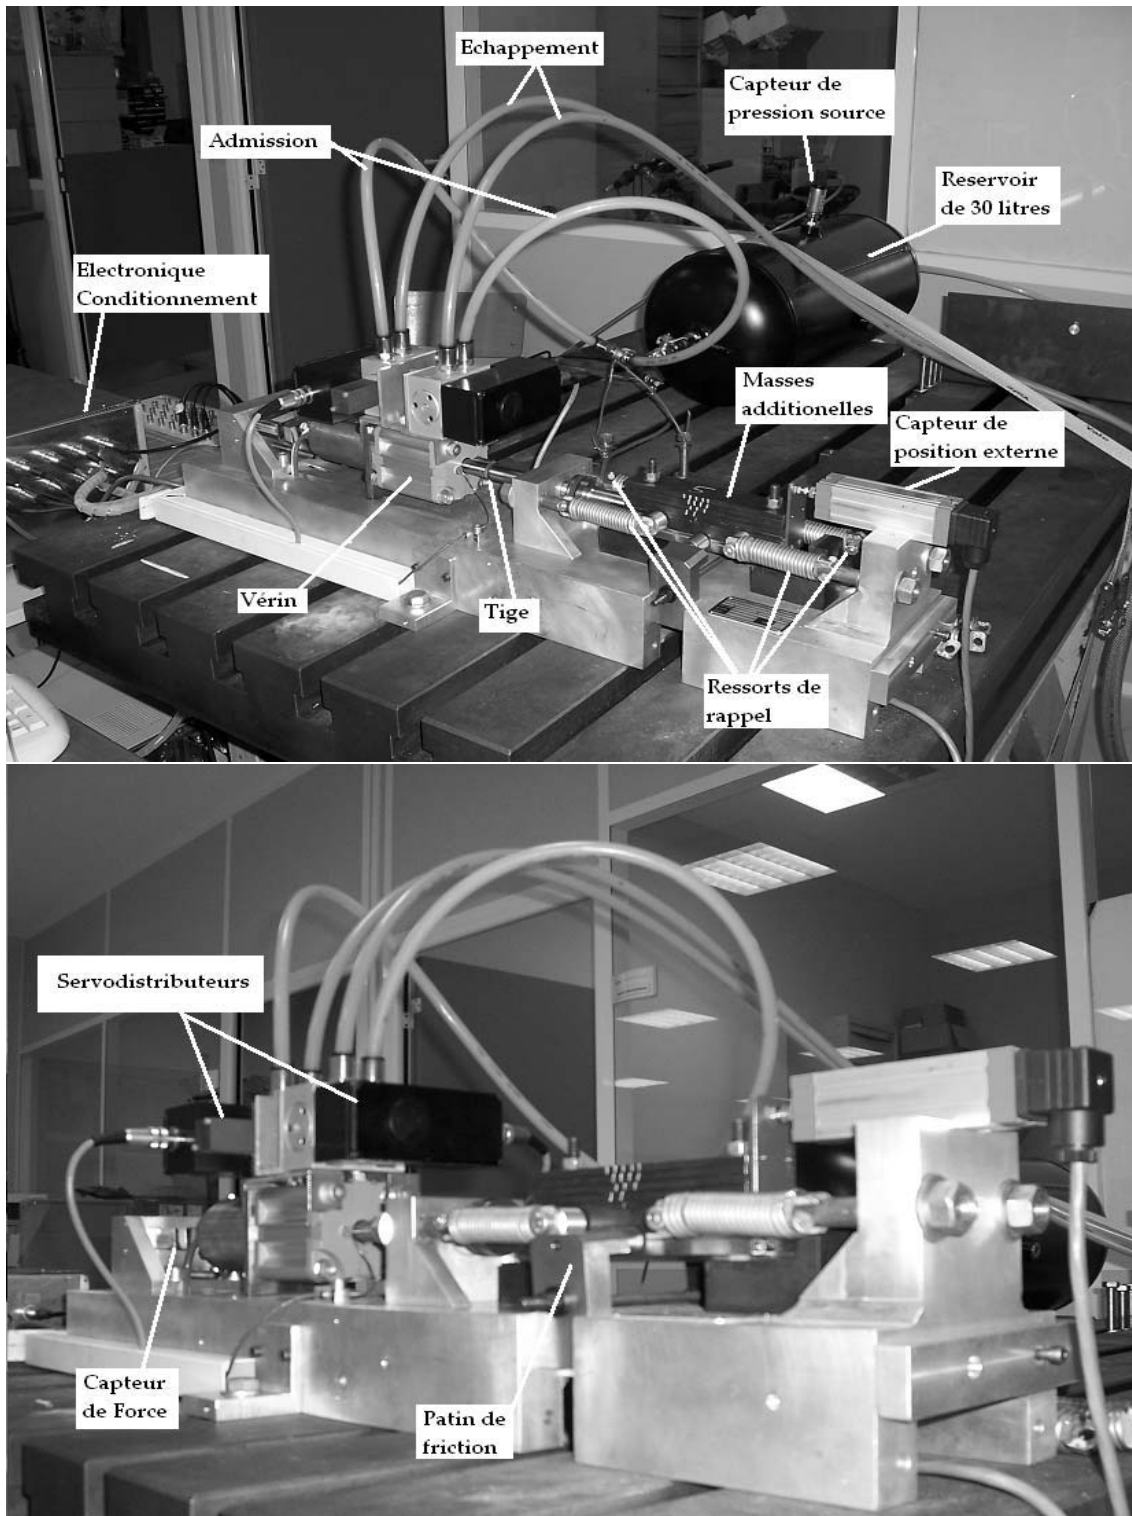 Echappement
Capteur de
pression source
Admission
Reservoir
de 30 litres
Electronique
Conditionnement
Masses
additionelles
Capteur de
position externe
Vérin
Tige
Ressorts de
rappel
Servodistributeurs
Capteur
de Force
Patin de
friction